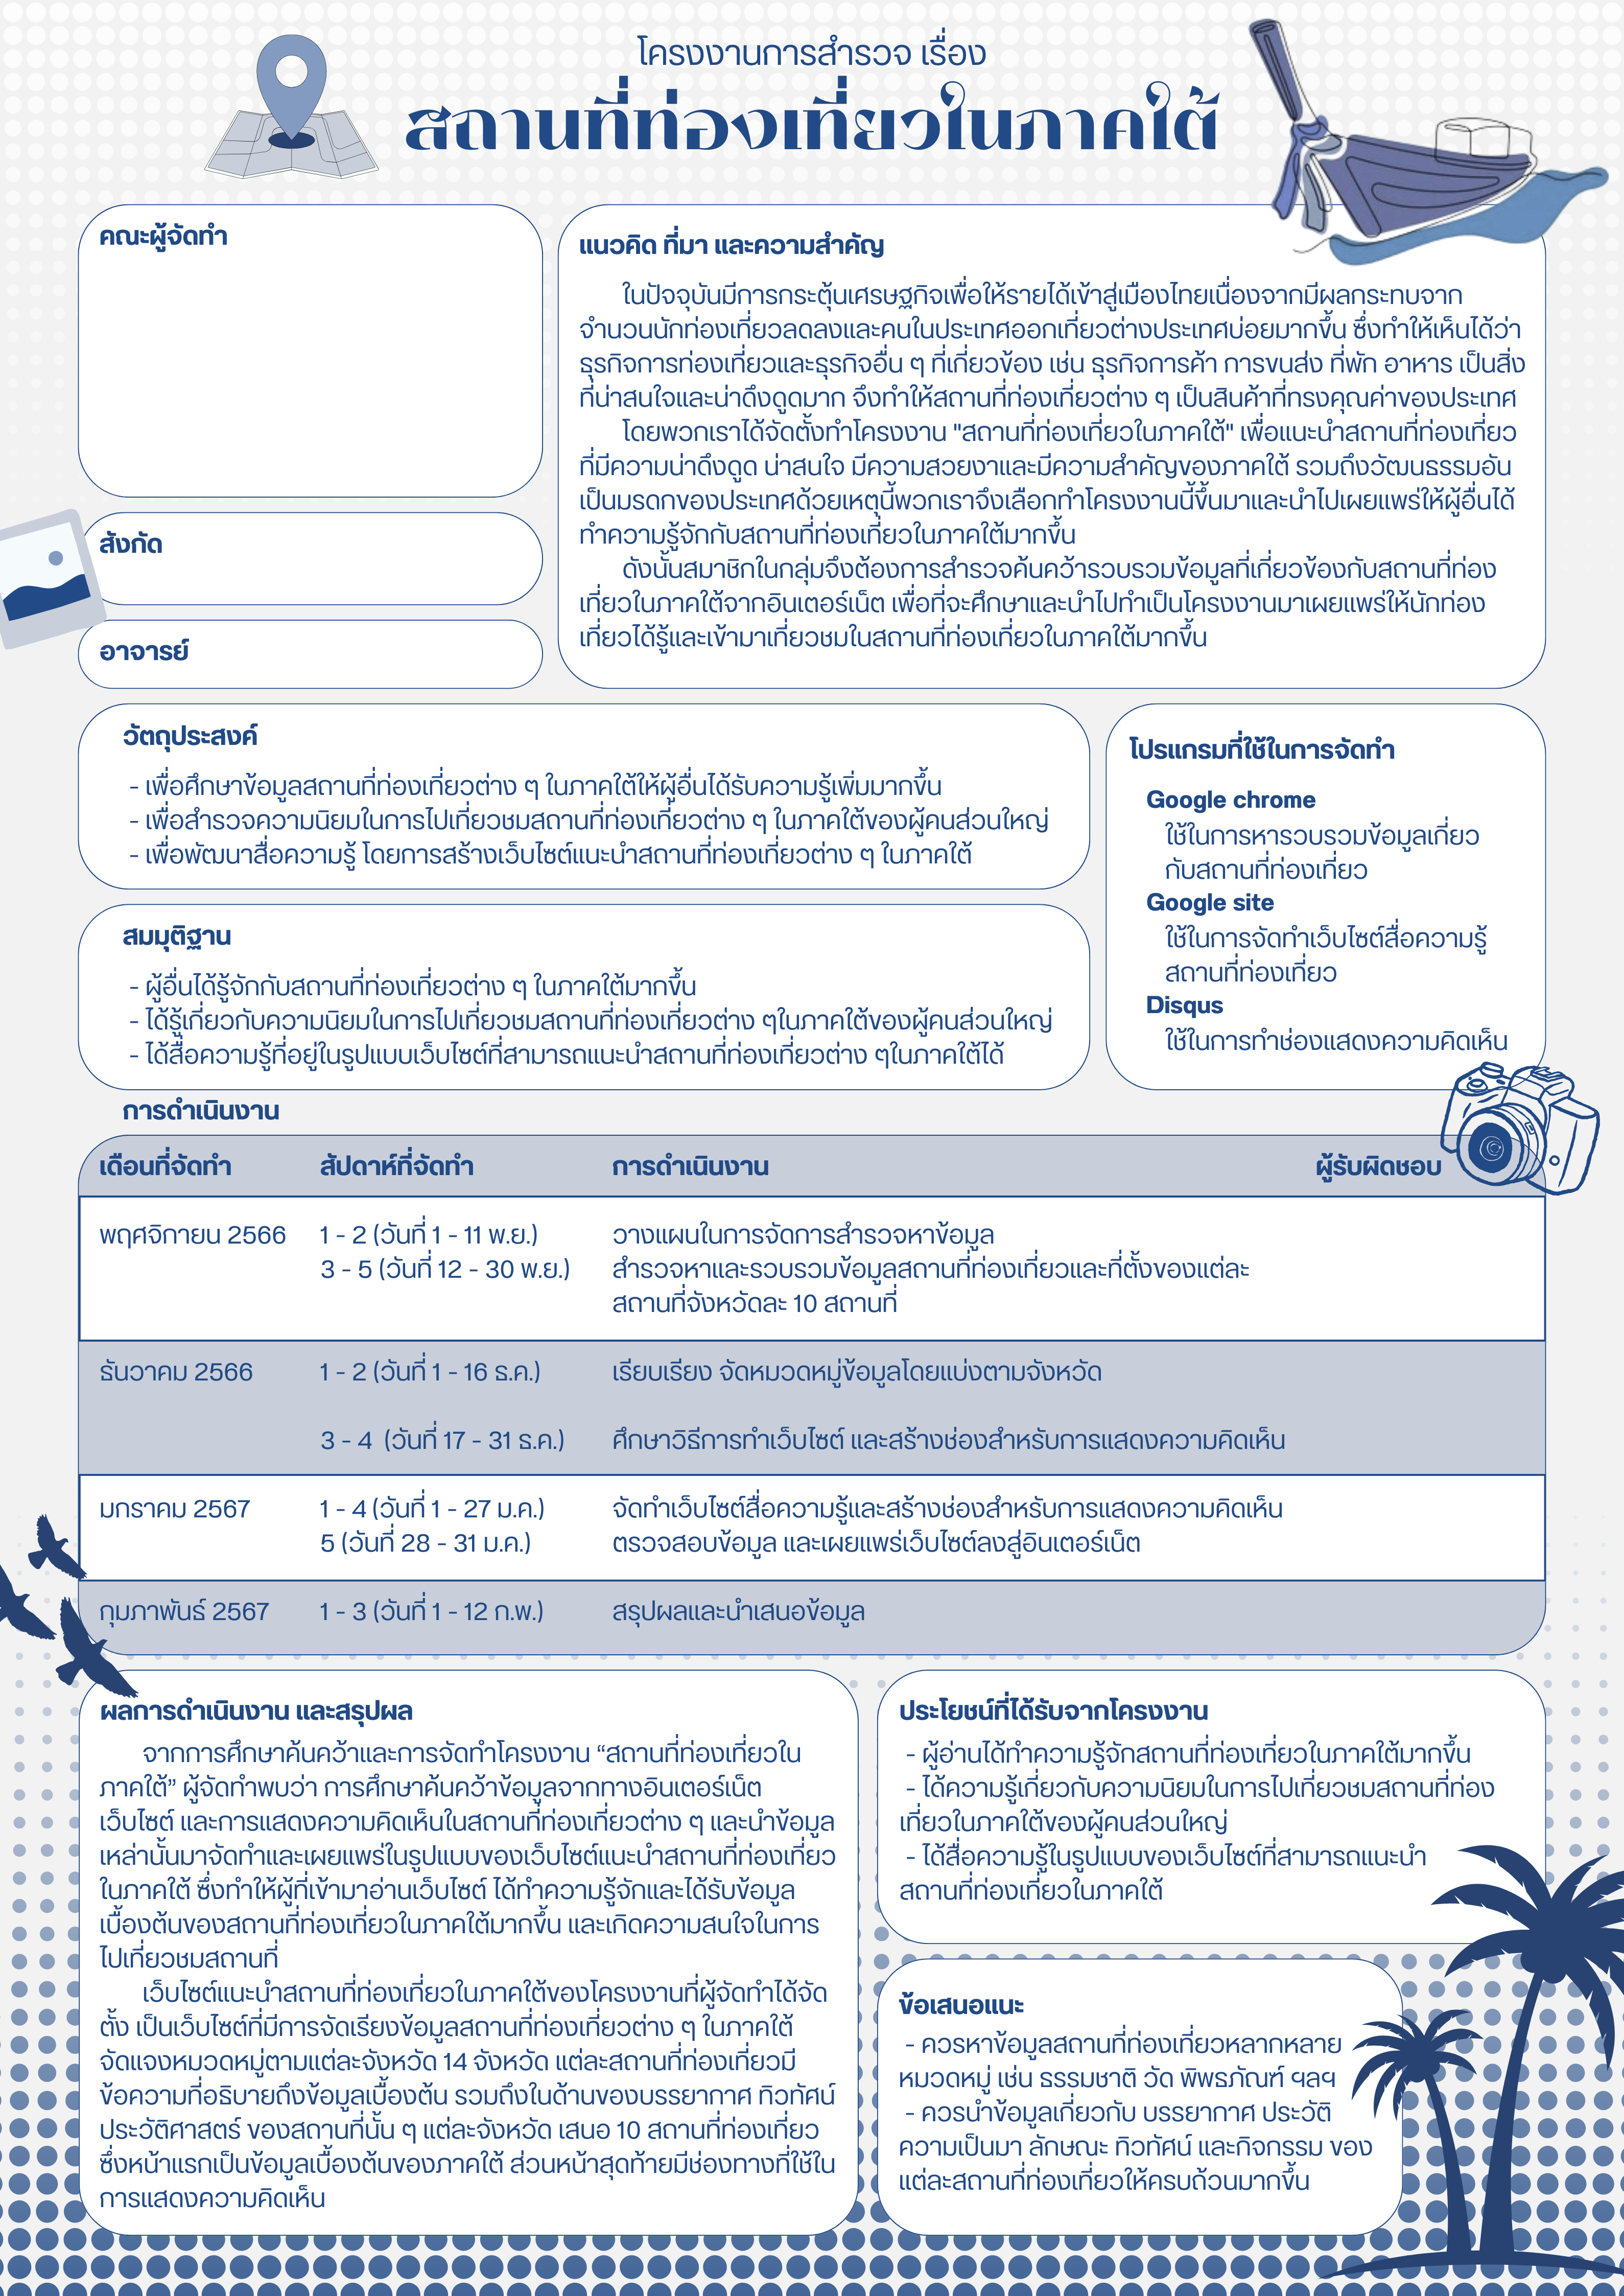 โครงงานการสำรวจ เรื่อง
สถานที่ท่องเที่ยวในภาคใต้
คณะผู้จัดทำ
สังกัด
อาจารย์
แนวคิด ที่มา และความสำคัญ
ในปัจจุบันมีการกระตุ้นเศรษฐกิจเพื่อให้รายได้เข้าสู่เมืองไทยเนื่องจากมีผลกระทบจาก
จำนวนนักท่องเที่ยวลดลงและคนในประเทศออกเที่ยวต่างประเทศบ่อยมากขึ้น ซึ่งทำให้เห็นได้ว่า
ธุรกิจการท่องเที่ยวและธุรกิจอื่น ๆ ที่เกี่ยวข้อง เช่น ธุรกิจการค้า การขนส่ง ที่พัก อาหาร เป็นสิ่ง
ที่น่าสนใจและน่าดึงดูดมาก จึงทำให้สถานที่ท่องเที่ยวต่าง ๆ เป็นสินค้าที่ทรงคุณค่าของประเทศ
โดยพวกเราได้จัดตั้งทำโครงงาน "สถานที่ท่องเที่ยวในภาคใต้" เพื่อแนะนำสถานที่ท่องเที่ยว
ที่มีความน่าดึงดูด น่าสนใจ มีความสวยงาและมีความสำคัญของภาคใต้ รวมถึงวัฒนธรรมอัน
เป็นมรดกของประเทศด้วยเหตุนี้พวกเราจึงเลือกทำโครงงานนี้ขึ้นมาและนำไปเผยแพร่ให้ผู้อื่นได้
ทำความรู้จักกับสถานที่ท่องเที่ยวในภาคใต้มากขึ้น
ดังนั้นสมาชิกในกลุ่มจึงต้องการสำรวจค้นคว้ารวบรวมข้อมูลที่เกี่ยวข้องกับสถานที่ท่อง
เที่ยวในภาคใต้จากอินเตอร์เน็ต เพื่อที่จะศึกษาและนำไปทำเป็นโครงงานมาเผยแพร่ให้นักท่อง
เที่ยวได้รู้และเข้ามาเที่ยวชมในสถานที่ท่องเที่ยวในภาคใต้มากขึ้น
วัตถุประสงค์
- เพื่อศึกษาข้อมูลสถานที่ท่องเที่ยวต่าง ๆ ในภาคใต้ให้ผู้อื่นได้รับความรู้เพิ่มมากขึ้น
- เพื่อสำรวจความนิยมในการไปเที่ยวชมสถานที่ท่องเที่ยวต่าง ๆ ในภาคใต้ของผู้คนส่วนใหญ่
- เพื่อพัฒนาสื่อความรู้ โดยการสร้างเว็บไซต์แนะนำสถานที่ท่องเที่ยวต่าง ๆ ในภาคใต้
สมมุติฐาน
- ผู้อื่นได้รู้จักกับสถานที่ท่องเที่ยวต่าง ๆ ในภาคใต้มากขึ้น
- ได้รู้เกี่ยวกับความนิยมในการไปเที่ยวชมสถานที่ท่องเที่ยวต่าง ๆในภาคใต้ของผู้คนส่วนใหญ่
- ได้สื่อความรู้ที่อยู่ในรูปแบบเว็บไซต์ที่สามารถแนะนำสถานที่ท่องเที่ยวต่าง ๆในภาคใต้ได้
โปรแกรมที่ใช้ในการจัดทำ
Google chrome
ใช้ในการหารวบรวมข้อมูลเกี่ยว
กับสถานที่ท่องเที่ยว
Google site
ใช้ในการจัดทำเว็บไซต์สื่อความรู้
สถานที่ท่องเที่ยว
Disqus
ใช้ในการทำช่องแสดงความคิดเห็น
การดำเนินงาน
เดือนที่จัดทำ สัปดาห์ที่จัดทำ การดำเนินงาน ผู้รับผิดชอบ
พฤศจิกายน 2566 1 - 2 (วันที่ 1 - 11 พ.ย.) วางแผนในการจัดการสำรวจหาข้อมูล
3 - 5 (วันที่ 12 - 30 พ.ย.) สำรวจหาและรวบรวมข้อมูลสถานที่ท่องเที่ยวและที่ตั้งของแต่ละ
สถานที่จังหวัดละ 10 สถานที่
ธันวาคม 2566 1 - 2 (วันที่ 1 - 16 ธ.ค.) เรียบเรียง จัดหมวดหมู่ข้อมูลโดยแบ่งตามจังหวัด
3 - 4 (วันที่ 17 - 31 ธ.ค.) ศึกษาวิธีการทำเว็บไซต์ และสร้างช่องสำหรับการแสดงความคิดเห็น
มกราคม 2567 1 - 4 (วันที่ 1 - 27 ม.ค.) จัดทำเว็บไซต์สื่อความรู้และสร้างช่องสำหรับการแสดงความคิดเห็น
5 (วันที่ 28 - 31 ม.ค.) ตรวจสอบข้อมูล และเผยแพร่เว็บไซต์ลงสู่อินเตอร์เน็ต
กุมภาพันธ์ 2567 1 - 3 (วันที่ 1 - 12 ก.พ.) สรุปผลและนำเสนอข้อมูล
ผลการดำเนินงาน และสรุปผล
จากการศึกษาค้นคว้าและการจัดทำโครงงาน “สถานที่ท่องเที่ยวใน
ภาคใต้” ผู้จัดทำพบว่า การศึกษาค้นคว้าข้อมูลจากทางอินเตอร์เน็ต
เว็บไซต์ และการแสดงความคิดเห็นในสถานที่ท่องเที่ยวต่าง ๆ และนำข้อมูล
เหล่านั้นมาจัดทำและเผยแพร่ในรูปแบบของเว็บไซต์แนะนำสถานที่ท่องเที่ยว
ในภาคใต้ ซึ่งทำให้ผู้ที่เข้ามาอ่านเว็บไซต์ ได้ทำความรู้จักและได้รับข้อมูล
เบื้องต้นของสถานที่ท่องเที่ยวในภาคใต้มากขึ้น และเกิดความสนใจในการ
ไปเที่ยวชมสถานที่
เว็บไซต์แนะนำสถานที่ท่องเที่ยวในภาคใต้ของโครงงานที่ผู้จัดทำได้จัด
ตั้ง เป็นเว็บไซต์ที่มีการจัดเรียงข้อมูลสถานที่ท่องเที่ยวต่าง ๆ ในภาคใต้
จัดแจงหมวดหมู่ตามแต่ละจังหวัด 14 จังหวัด แต่ละสถานที่ท่องเที่ยวมี
ข้อความที่อธิบายถึงข้อมูลเบื้องต้น รวมถึงในด้านของบรรยากาศ ทิวทัศน์
ประวัติศาสตร์ ของสถานที่นั้น ๆ แต่ละจังหวัด เสนอ 10 สถานที่ท่องเที่ยว
ซึ่งหน้าแรกเป็นข้อมูลเบื้องต้นของภาคใต้ ส่วนหน้าสุดท้ายมีช่องทางที่ใช้ใน
การแสดงความคิดเห็น
ประโยชน์ที่ได้รับจากโครงงาน
- ผู้อ่านได้ทำความรู้จักสถานที่ท่องเที่ยวในภาคใต้มากขึ้น
- ได้ความรู้เกี่ยวกับความนิยมในการไปเที่ยวชมสถานที่ท่อง
เที่ยวในภาคใต้ของผู้คนส่วนใหญ่
- ได้สื่อความรู้ในรูปแบบของเว็บไซต์ที่สามารถแนะนำ
สถานที่ท่องเที่ยวในภาคใต้
ข้อเสนอแนะ
- ควรหาข้อมูลสถานที่ท่องเที่ยวหลากหลาย
หมวดหมู่ เช่น ธรรมชาติ วัด พิพธภัณฑ์ ฯลฯ
- ควรนำข้อมูลเกี่ยวกับ บรรยากาศ ประวัติ
ความเป็นมา ลักษณะ ทิวทัศน์ และกิจกรรม ของ
แต่ละสถานที่ท่องเที่ยวให้ครบถ้วนมากขึ้น